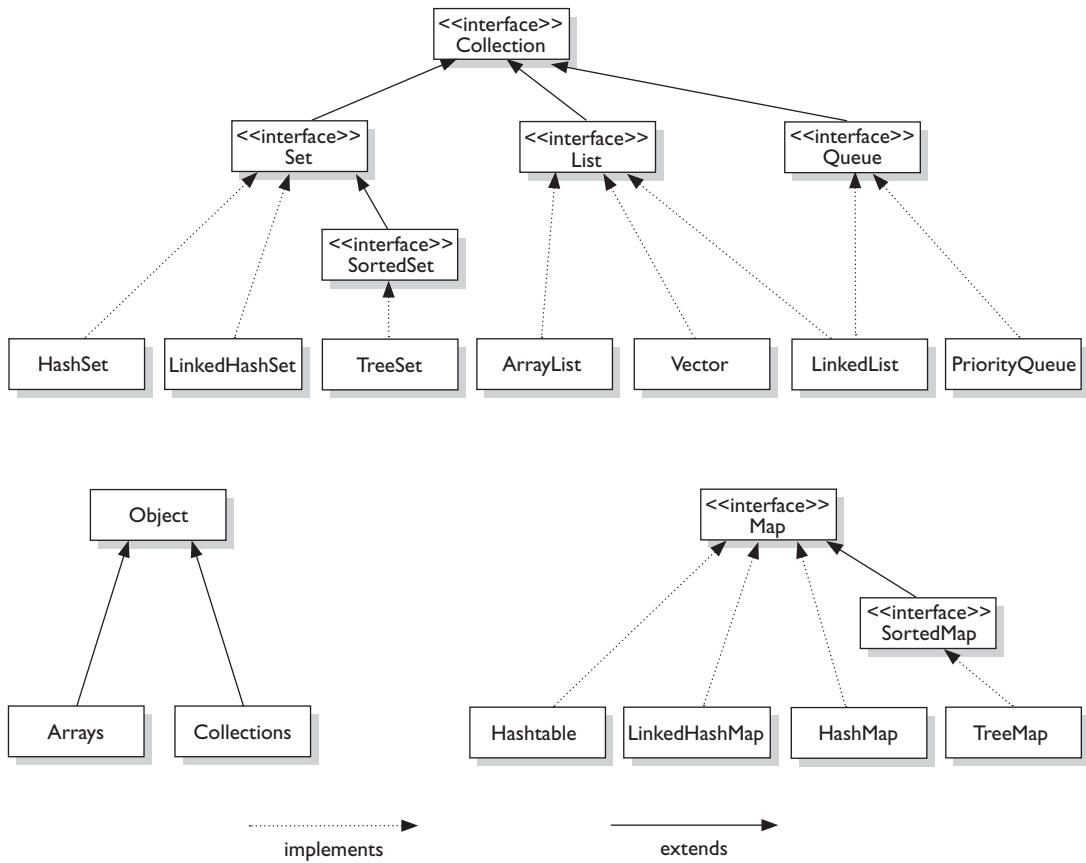 <<interface>>
Collection
<<interface>>
Set
<<interface>>
List
<<interface>>
Queue
<<interface>>
SortedSet
HashSet
LinkedHashSet
TreeSet
ArrayList
Vector
LinkedList
PriorityQueue
Object
<<interface>>
Map
<<interface>>
SortedMap
Arrays
Collections
Hashtable
LinkedHashMap
HashMap
TreeMap
implements
extends